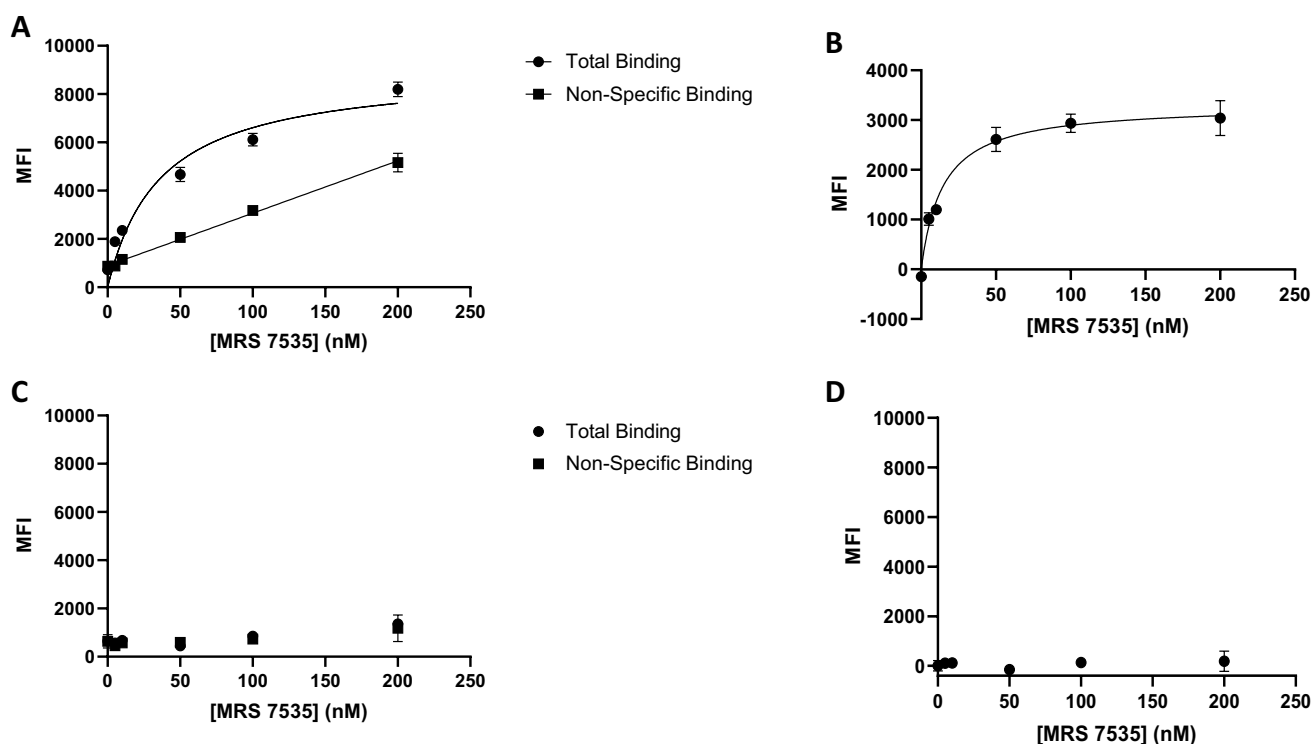 A
10000
8000
6000
4000
2000
0
MFI
0 50 100 150 200 250
[MRS 7535] (nM)
Total Binding
Non-Specific Binding
B
4000
3000
2000
1000
0
-1000
MFI
50 100 150 200 250
[MRS 7535] (nM)
C
10000
8000
6000
4000
2000
0
MFI
0 50 100 150 200 250
[MRS 7535] (nM)
Total Binding
Non-Specific Binding
D
10000
8000
6000
4000
2000
0
MFI
0 50 100 150 200 250
[MRS 7535] (nM)